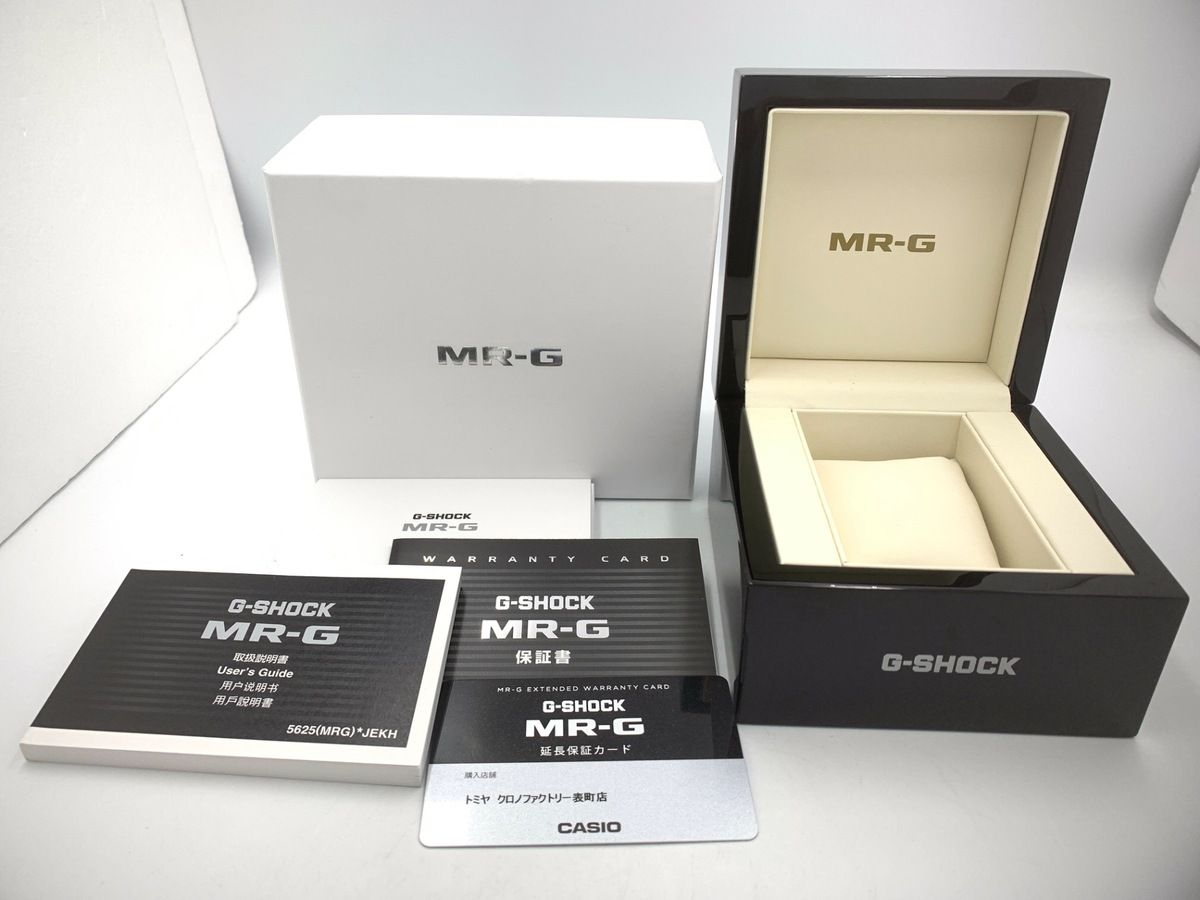 MR-G
MR-G
G-SHOCK
G-SHOCK
MR-G
WARRANTY CARD
G-SHOCK
MR-G
保証書
G-SHOCK
MR-G
取扱説明書
User's Guide
用户说明书
用戶說明書
5625(MRG)*JEKH
MR-G EXTENDED WARRANTY CARD
G-SHOCK
MR-G
延長保証カード
購入店舗
トミヤ クロノファクトリー表町店
CASIO